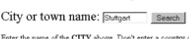 City or town name: Stuttgart Search
Enter the name of the CITY above. Don't enter a country